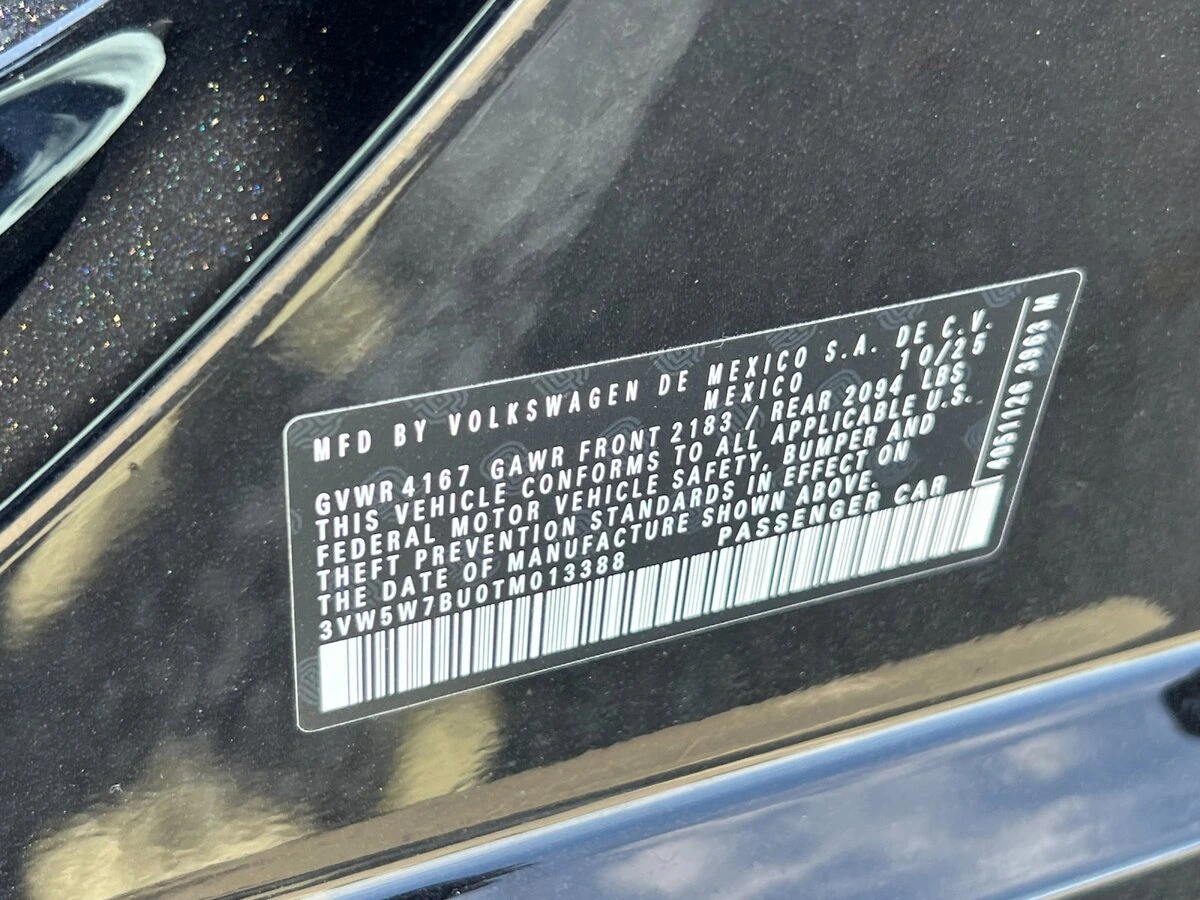 MFD BY VOLKSWAGEN DE MEXICO S.A. DE C.V.
MEXICO 10/25
GVWR 4167 GAWR FRONT 2183 / REAR 2094 LBS
THIS VEHICLE CONFORMS TO ALL APPLICABLE U.S.
FEDERAL MOTOR VEHICLE SAFETY, BUMPER AND
THEFT PREVENTION STANDARDS IN EFFECT ON
THE DATE OF MANUFACTURE SHOWN ABOVE.
3VW5W7BU0TM013388 PASSENGER CAR
3963 M